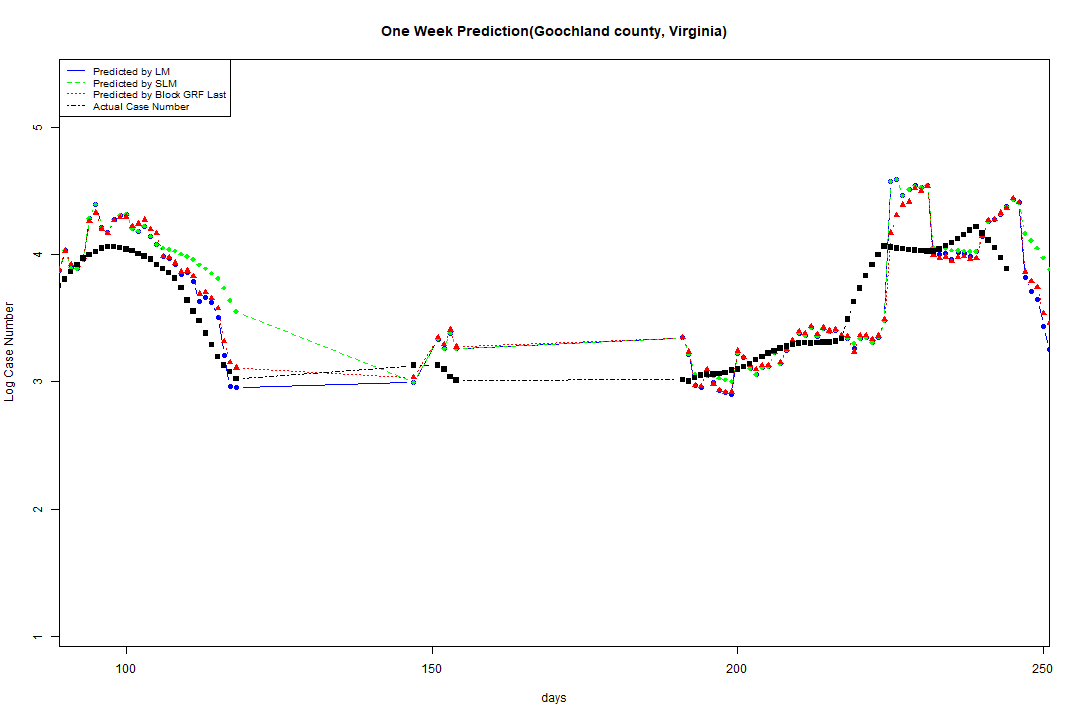 One Week Prediction(Goochland county, Virginia)
Predicted by LM
Predicted by SLM
Predicted by Block GRF Last
Actual Case Number
5
4
3
2
1
Log Case Number
100 150 200 250
days